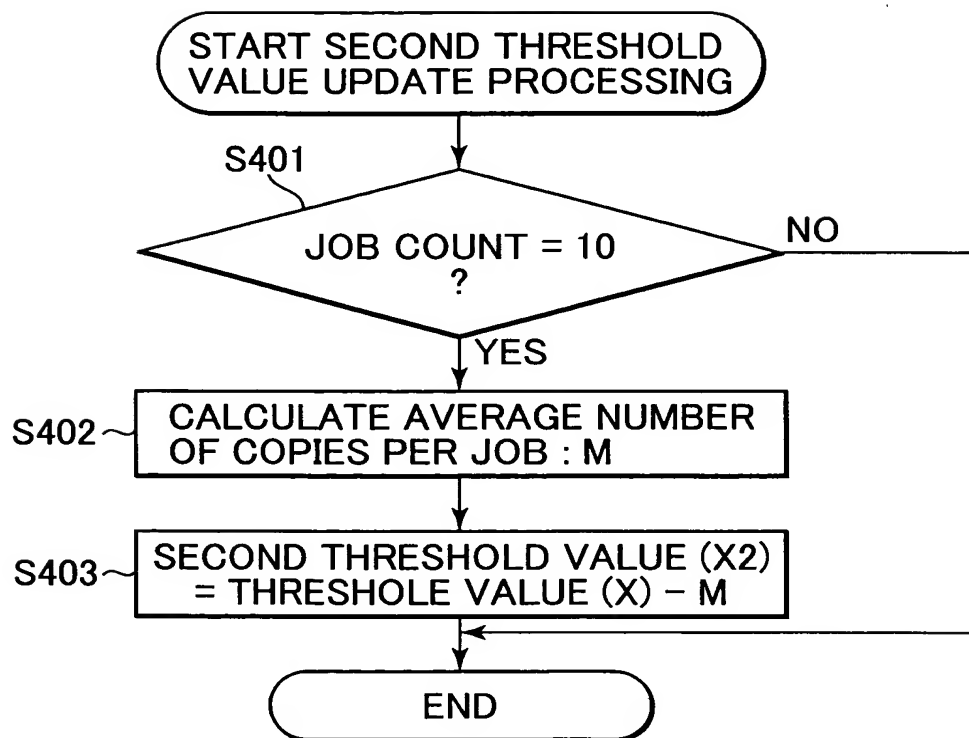 START SECOND THRESHOLD
VALUE UPDATE PROCESSING
S401
JOB COUNT = 10
?
NO
YES
S402
CALCULATE AVERAGE NUMBER
OF COPIES PER JOB : M
S403
SECOND THRESHOLD VALUE (X2)
= THRESHOLE VALUE (X) – M
END